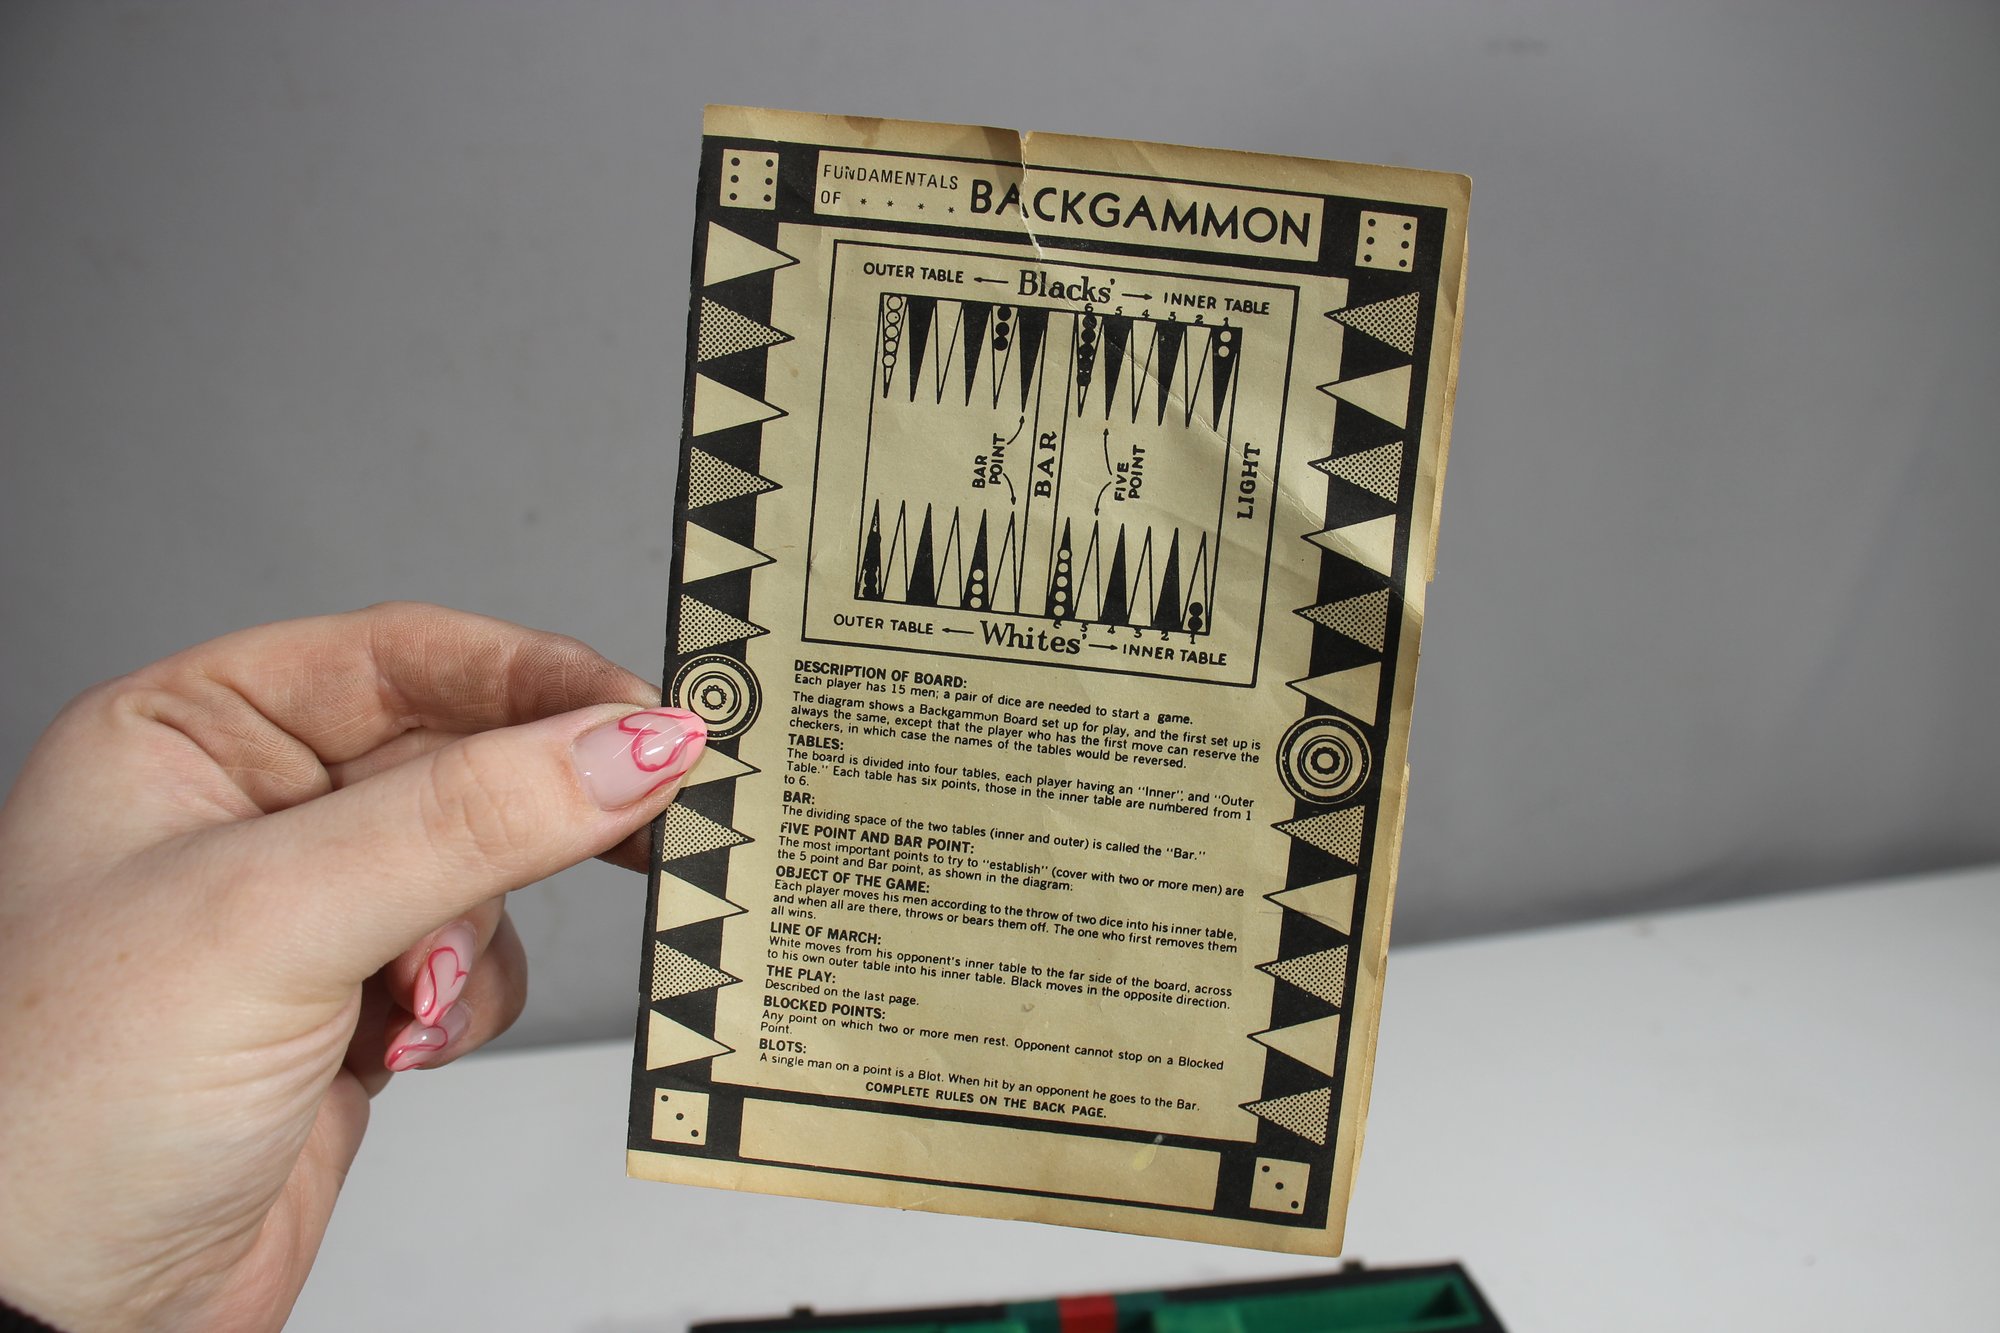 FUNDAMENTALS
OF * * * * BACKGAMMON
OUTER TABLE ← Blacks' → INNER TABLE
6 5 4 3 2 1
BAR
POINT
BAR
FIVE
POINT
LIGHT
6 5 4 3 2 1
OUTER TABLE ← Whites' → INNER TABLE
DESCRIPTION OF BOARD:
Each player has 15 men; a pair of dice are needed to start a game.
The diagram shows a Backgammon Board set up for play, and the first set up is
always the same, except that the player who has the first move can reserve the
checkers, in which case the names of the tables would be reversed.
TABLES:
The board is divided into four tables, each player having an "Inner", and "Outer
Table." Each table has six points, those in the inner table are numbered from 1
to 6.
BAR:
The dividing space of the two tables (inner and outer) is called the "Bar."
FIVE POINT AND BAR POINT:
The most important points to try to "establish" (cover with two or more men) are
the 5 point and Bar point, as shown in the diagram:
OBJECT OF THE GAME:
Each player moves his men according to the throw of two dice into his inner table,
and when all are there, throws or bears them off. The one who first removes them
all wins.
LINE OF MARCH:
White moves from his opponent's inner table to the far side of the board, across
to his own outer table into his inner table. Black moves in the opposite direction.
THE PLAY:
Described on the last page.
BLOCKED POINTS:
Any point on which two or more men rest. Opponent cannot stop on a Blocked
Point.
BLOTS:
A single man on a point is a Blot. When hit by an opponent he goes to the Bar.
COMPLETE RULES ON THE BACK PAGE.